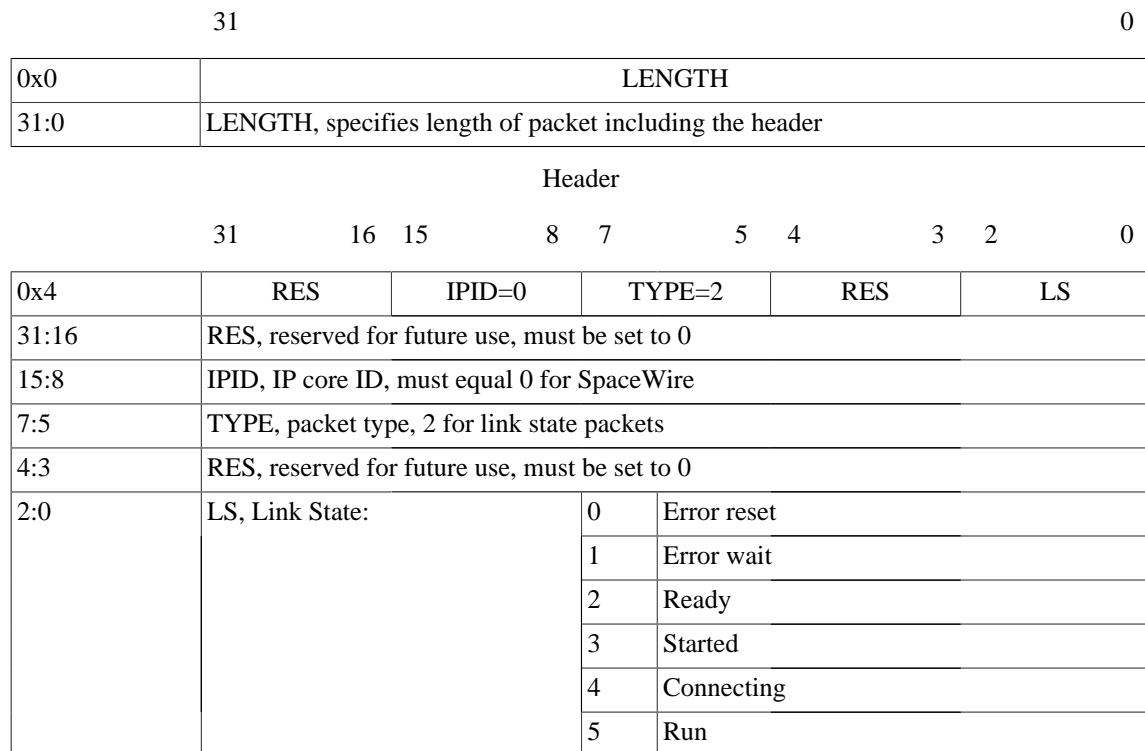 31 0
0x0 LENGTH
31:0 LENGTH, specifies length of packet including the header
Header
31 16 15 8 7 5 4 3 2 0
0x4 RES IPID=0 TYPE=2 RES LS
31:16 RES, reserved for future use, must be set to 0
15:8 IPID, IP core ID, must equal 0 for SpaceWire
7:5 TYPE, packet type, 2 for link state packets
4:3 RES, reserved for future use, must be set to 0
2:0 LS, Link State: 0 Error reset
1 Error wait
2 Ready
3 Started
4 Connecting
5 Run